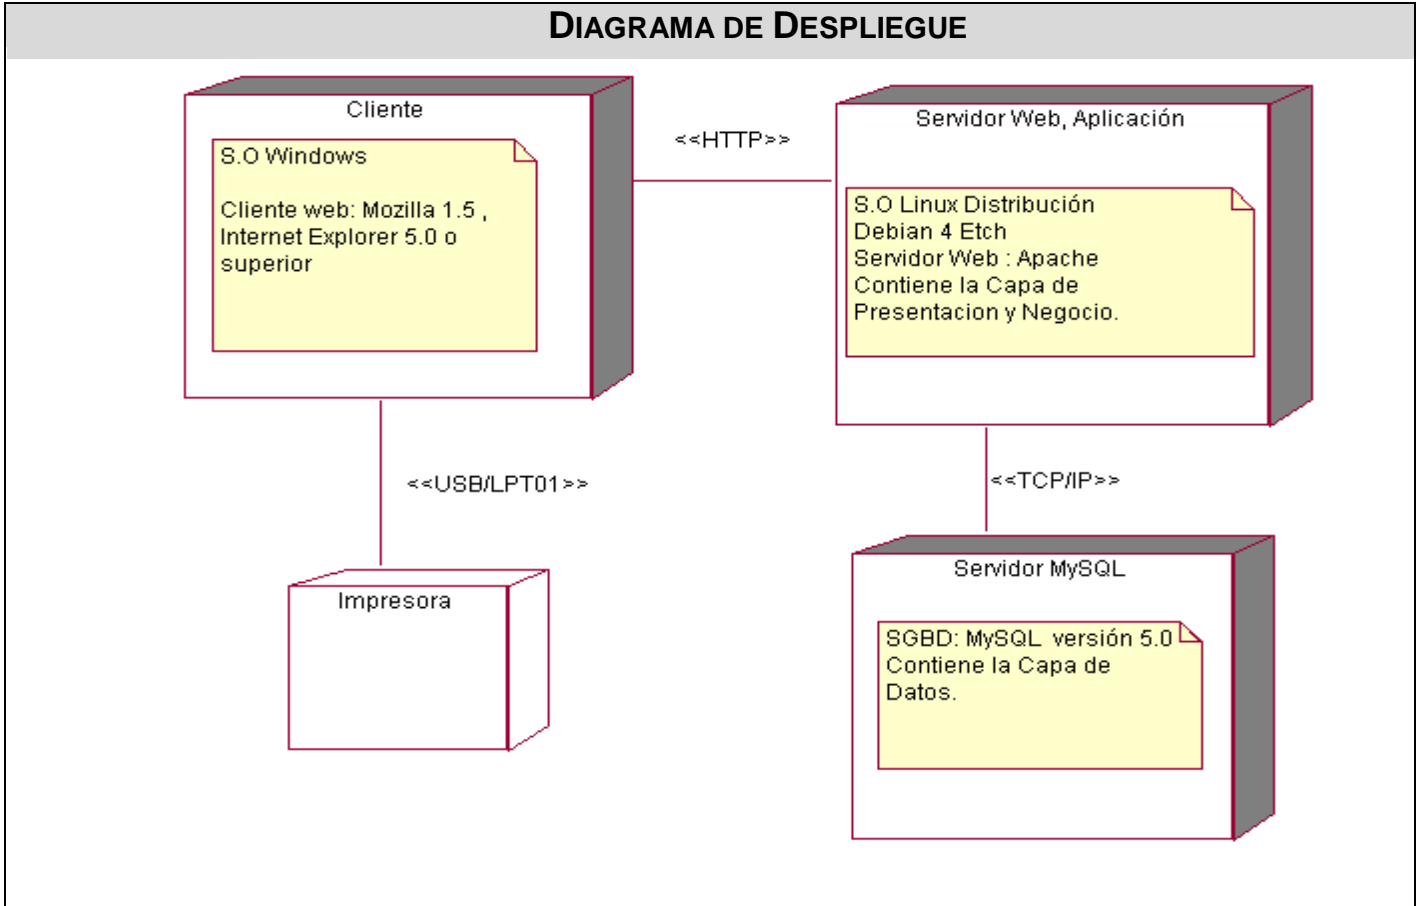 DIAGRAMA DE DESPLIEGUE
Cliente
S.O Windows
Cliente web: Mozilla 1.5 ,
Internet Explorer 5.0 o
superior
<<HTTP>>
Servidor Web, Aplicación
S.O Linux Distribución
Debian 4 Etch
Servidor Web : Apache
Contiene la Capa de
Presentacion y Negocio.
<<USB/LPT01>>
<<TCP/IP>>
Impresora
Servidor MySQL
SGBD: MySQL versión 5.0
Contiene la Capa de
Datos.